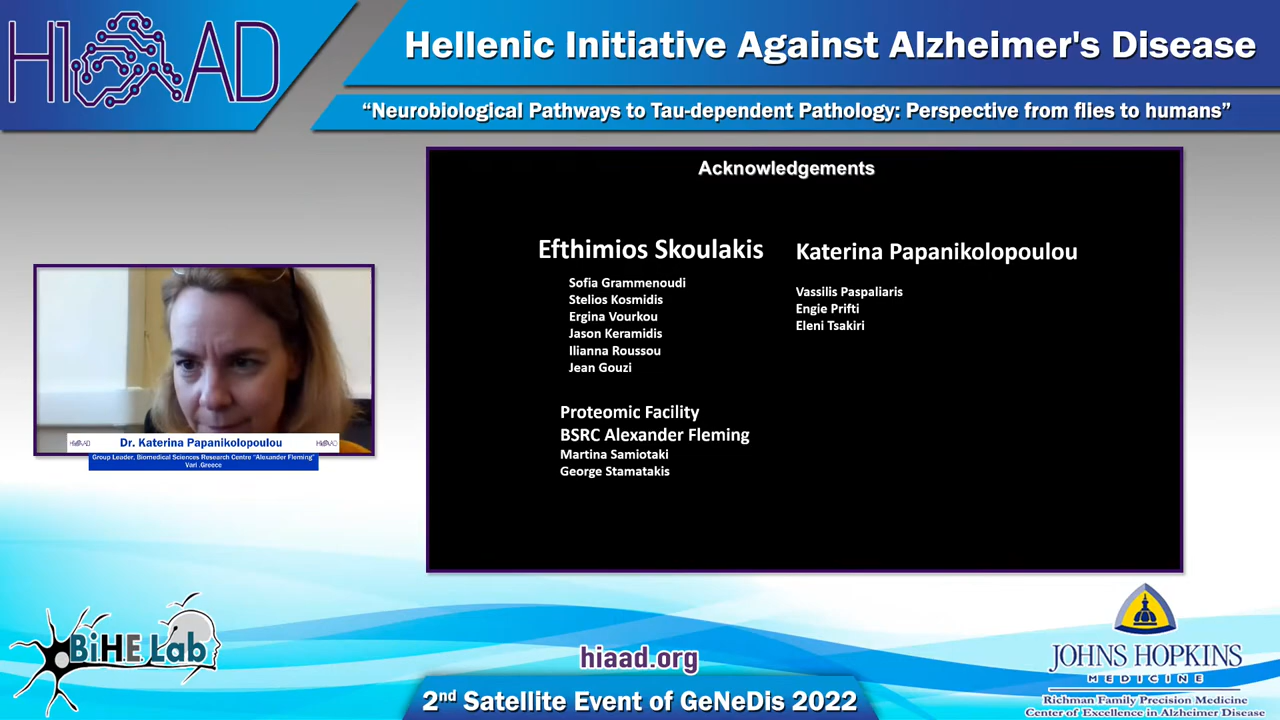 HIAAD
Hellenic Initiative Against Alzheimer's Disease
“Neurobiological Pathways to Tau-dependent Pathology: Perspective from flies to humans”
Acknowledgements
Efthimios Skoulakis
Sofia Grammenoudi
Stelios Kosmidis
Ergina Vourkou
Jason Keramidis
Ilianna Roussou
Jean Gouzi
Katerina Papanikolopoulou
Vassilis Paspaliaris
Engie Prifti
Eleni Tsakiri
Proteomic Facility
BSRC Alexander Fleming
Martina Samiotaki
George Stamatakis
HIAAD
Dr. Katerina Papanikolopoulou
HIAAD
Group Leader, Biomedical Sciences Research Centre “Alexander Fleming”
Vari ,Greece
BiHE Lab
hiaad.org
2nd Satellite Event of GeNeDis 2022
JOHNS HOPKINS
MEDICINE
Richman Family Precision Medicine
Center of Excellence in Alzheimer Disease